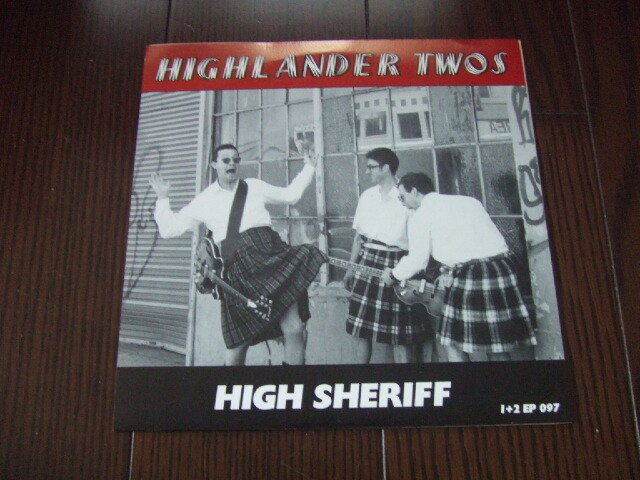 HIGHLANDER TWOS
HIGH SHERIFF
1+2 EP 097